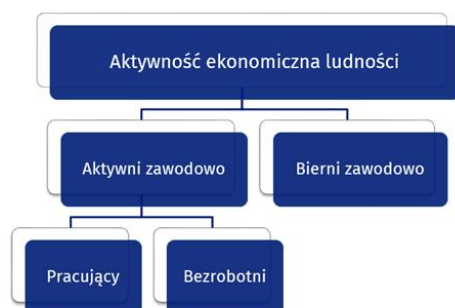 Aktywność ekonomiczna ludności
Aktywni zawodowo
Bierni zawodowo
Pracujący
Bezrobotni